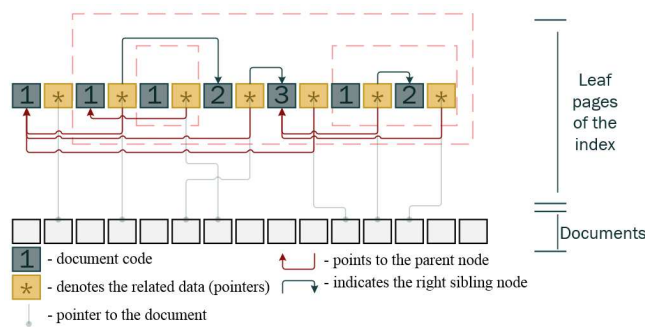 1 * 1 * 1 * 2 * 3 * 1 * 2 *
Leaf
pages
of the
index
Documents
1 - document code
* - denotes the related data (pointers)
- pointer to the document
- points to the parent node
- indicates the right sibling node